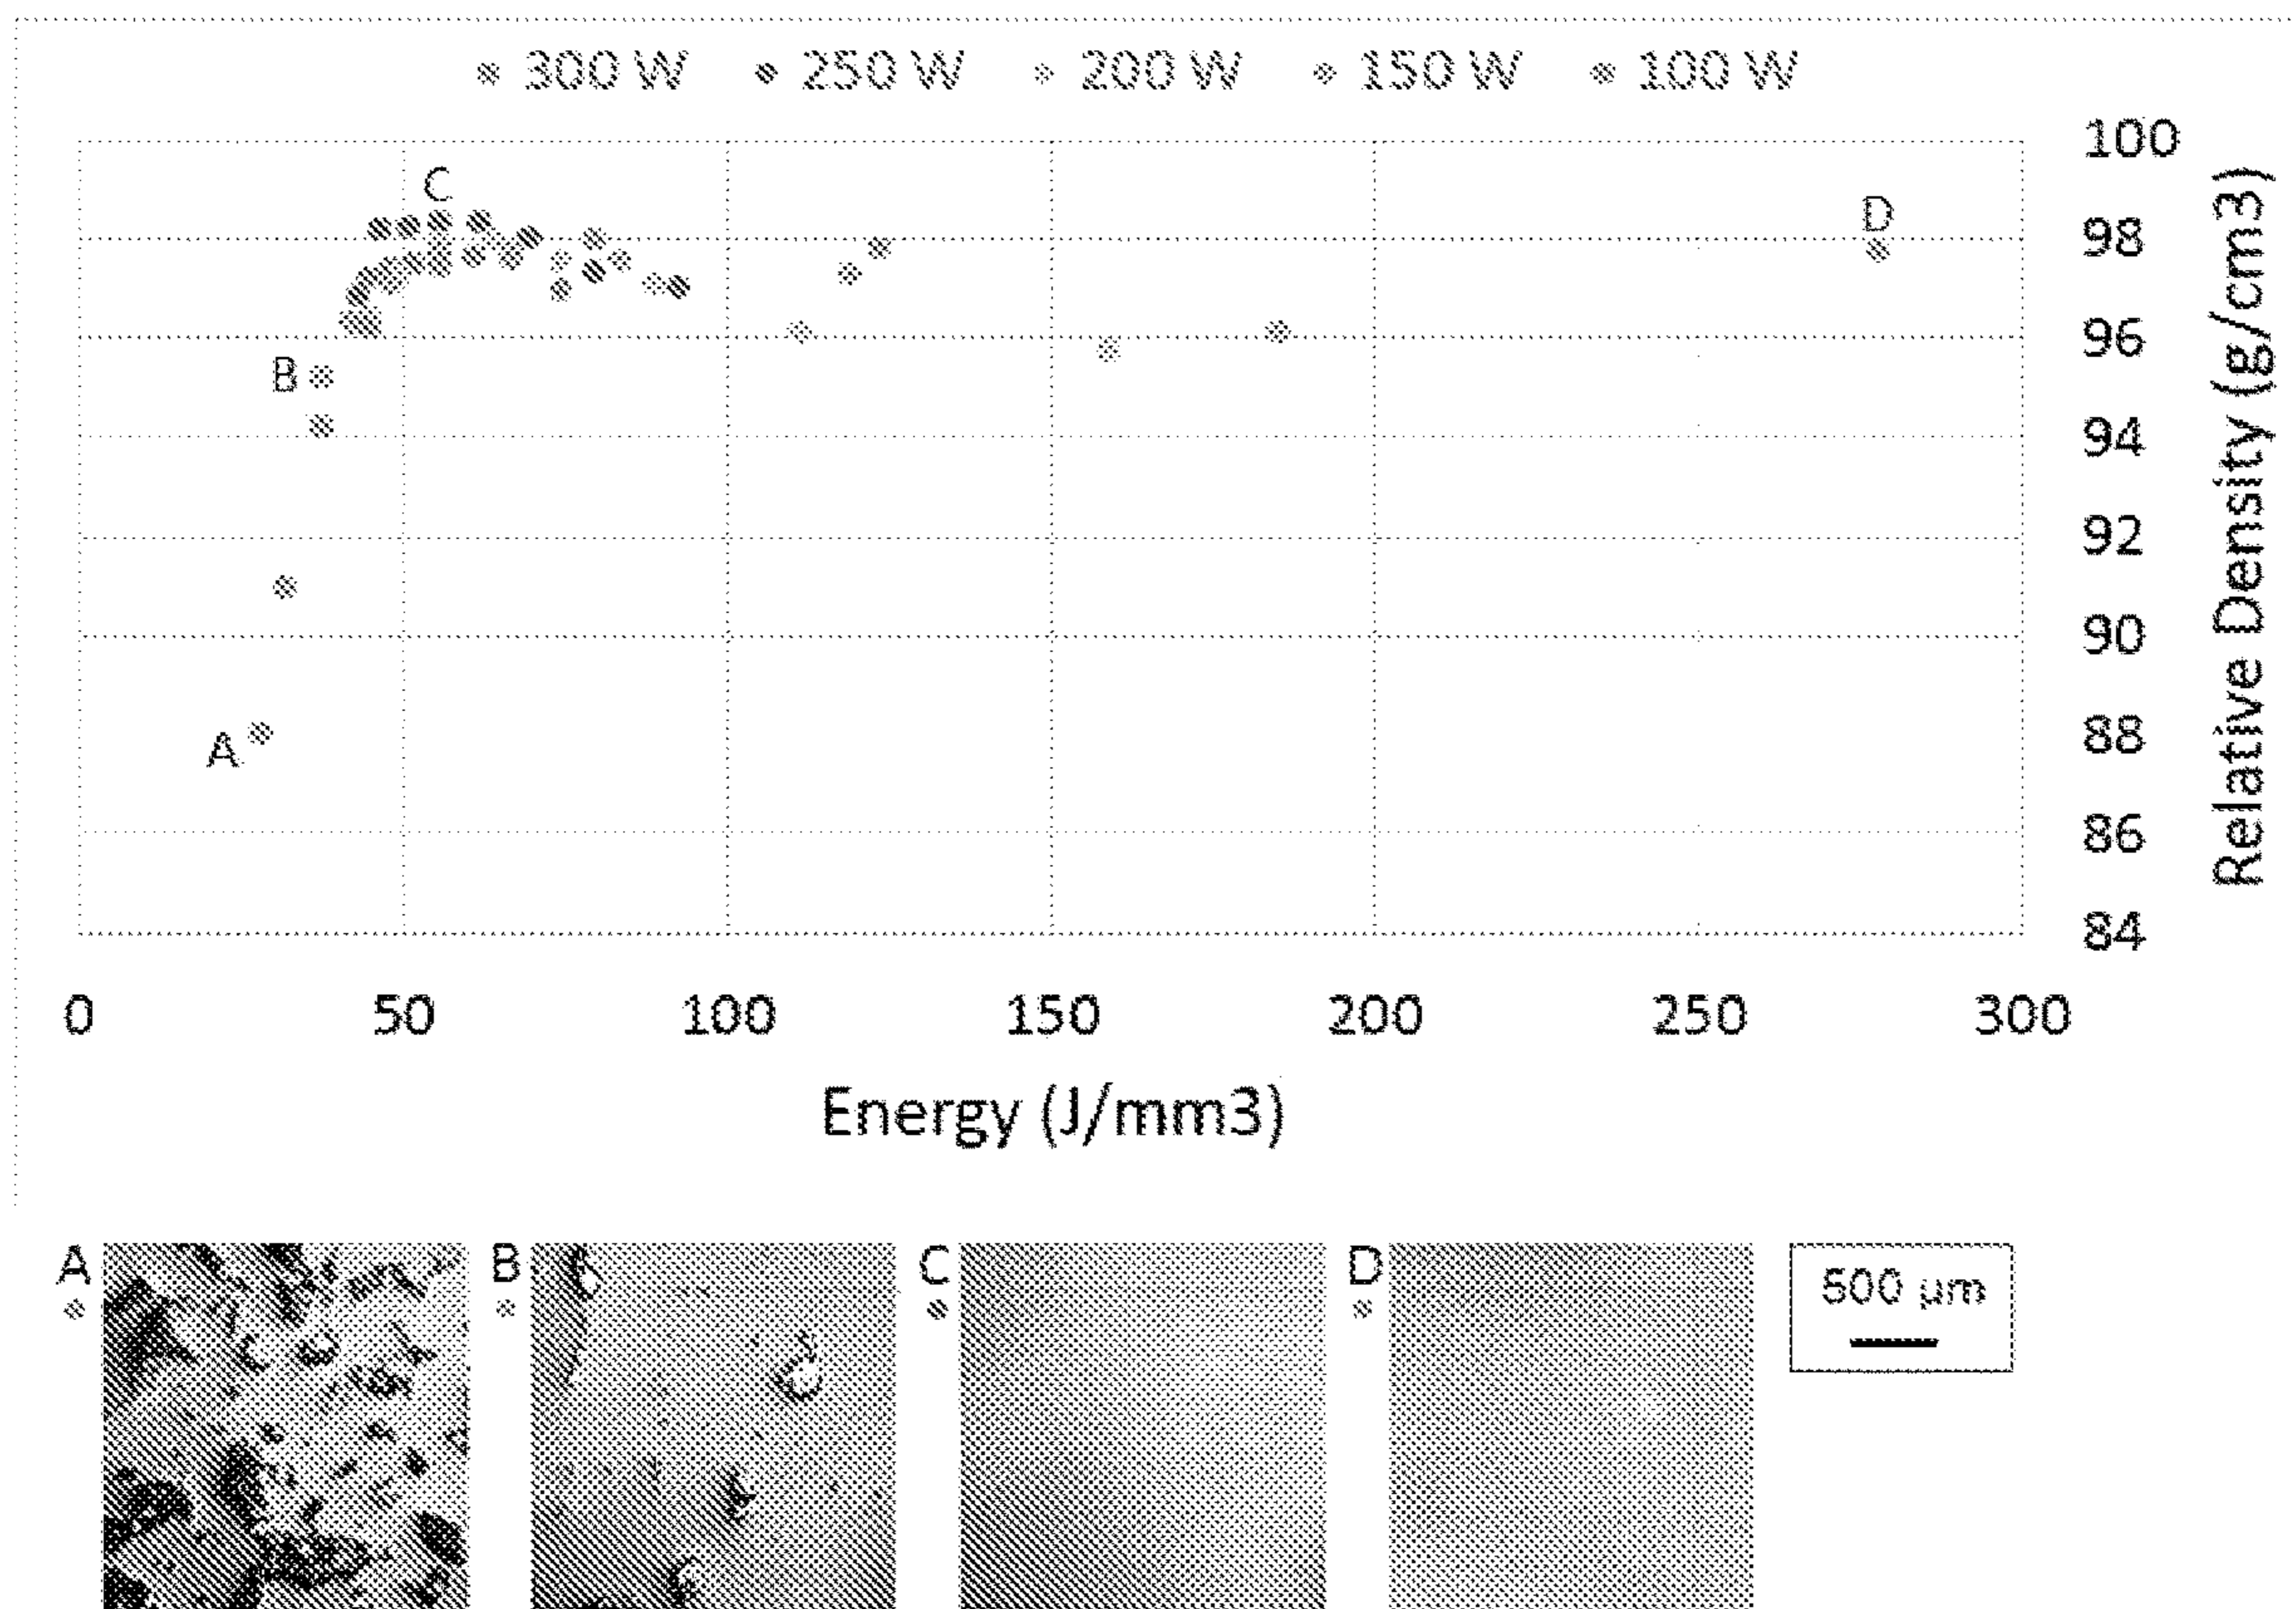 300 W 250 W 200 W 150 W 100 W
100
98
96
94
92
90
88
86
84
Relative Density (g/cm3)
C
D
B
A
0 50 100 150 200 250 300
Energy (J/mm3)
A B C D
500 µm